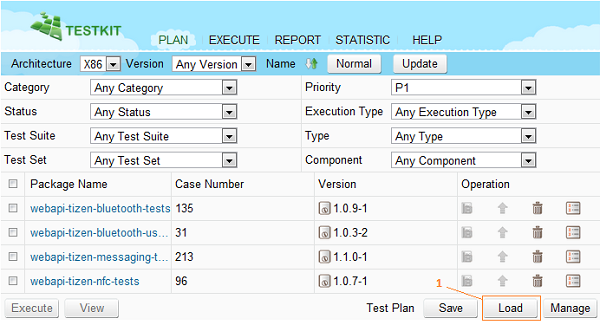 TESTKIT
PLAN EXECUTE REPORT STATISTIC HELP
Architecture X86 Version Any Version Name Normal Update
Category Any Category Priority P1
Status Any Status Execution Type Any Execution Type
Test Suite Any Test Suite Type Any Type
Test Set Any Test Set Component Any Component
Package Name Case Number Version Operation
webapi-tizen-bluetooth-tests 135 1.0.9-1
webapi-tizen-bluetooth-us... 31 1.0.3-2
webapi-tizen-messaging-t... 213 1.1.0-1
webapi-tizen-nfc-tests 96 1.0.7-1
1
Execute View Test Plan Save Load Manage